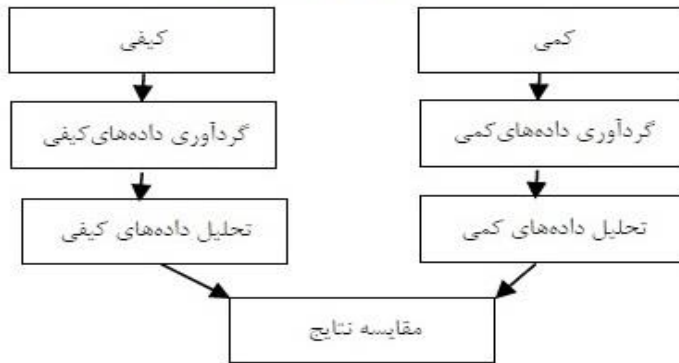 کمی
کیفی
گردآوری داده‌های کمی
گردآوری داده‌های کیفی
تحلیل داده‌های کمی
تحلیل داده‌های کیفی
مقایسه نتایج